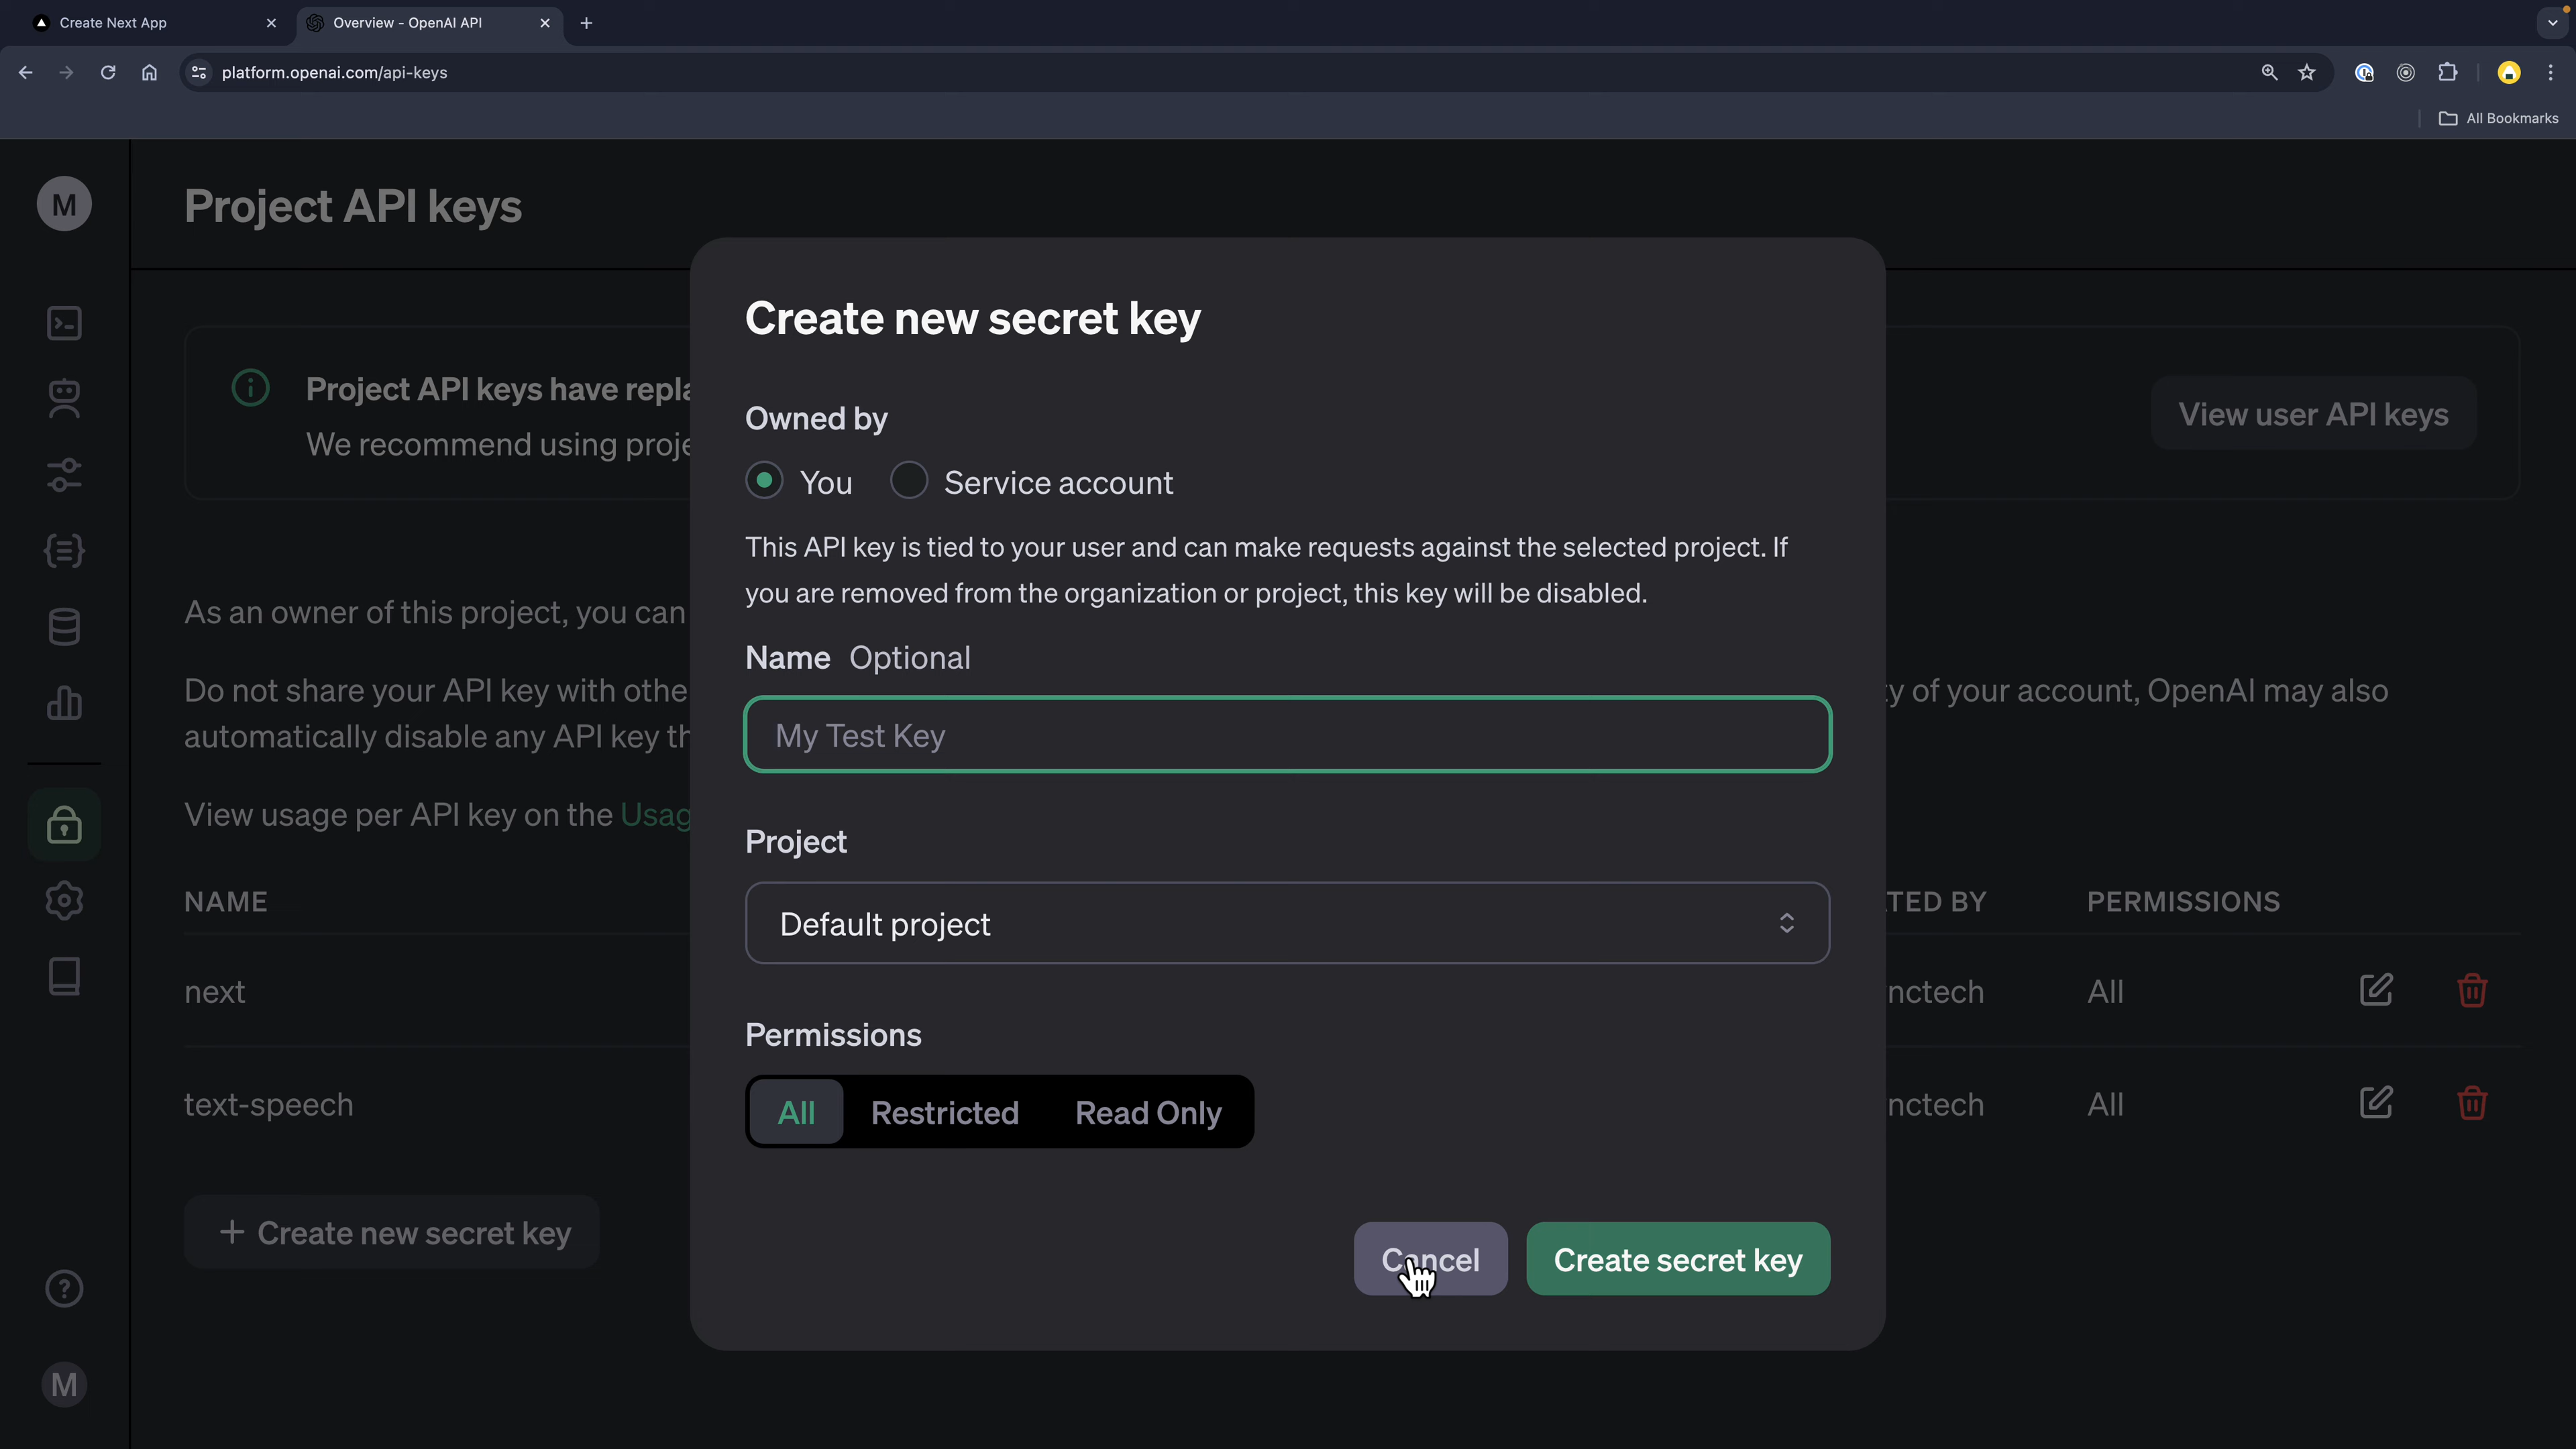 Create Next App
Overview - OpenAI API
platform.openai.com/api-keys
All Bookmarks
M
Project API keys
Project API keys have repla
We recommend using proje
View user API keys
As an owner of this project, you can
Do not share your API key with othe
ty of your account, OpenAI may also
automatically disable any API key th
View usage per API key on the Usag
NAME
TED BY
PERMISSIONS
next
nctech
All
text-speech
nctech
All
+ Create new secret key
M
Create new secret key
Owned by
You
Service account
This API key is tied to your user and can make requests against the selected project. If
you are removed from the organization or project, this key will be disabled.
Name Optional
My Test Key
Project
Default project
Permissions
All
Restricted
Read Only
Cancel
Create secret key